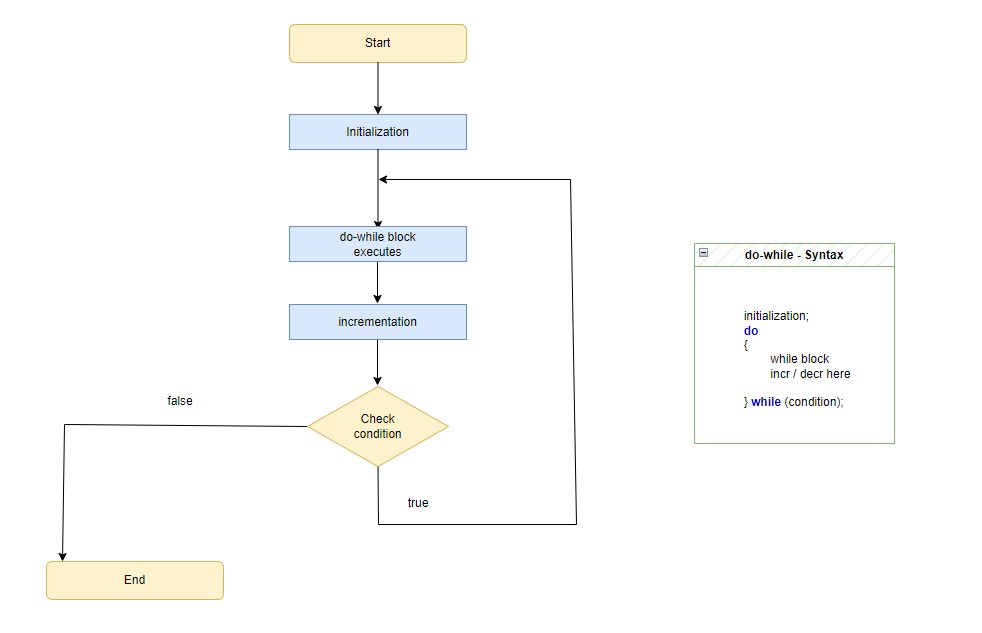 Start
Initialization
do-while block
executes
incrementation
Check
condition
false
true
End
do-while - Syntax
initialization;
do
{
while block
incr / decr here
} while (condition);